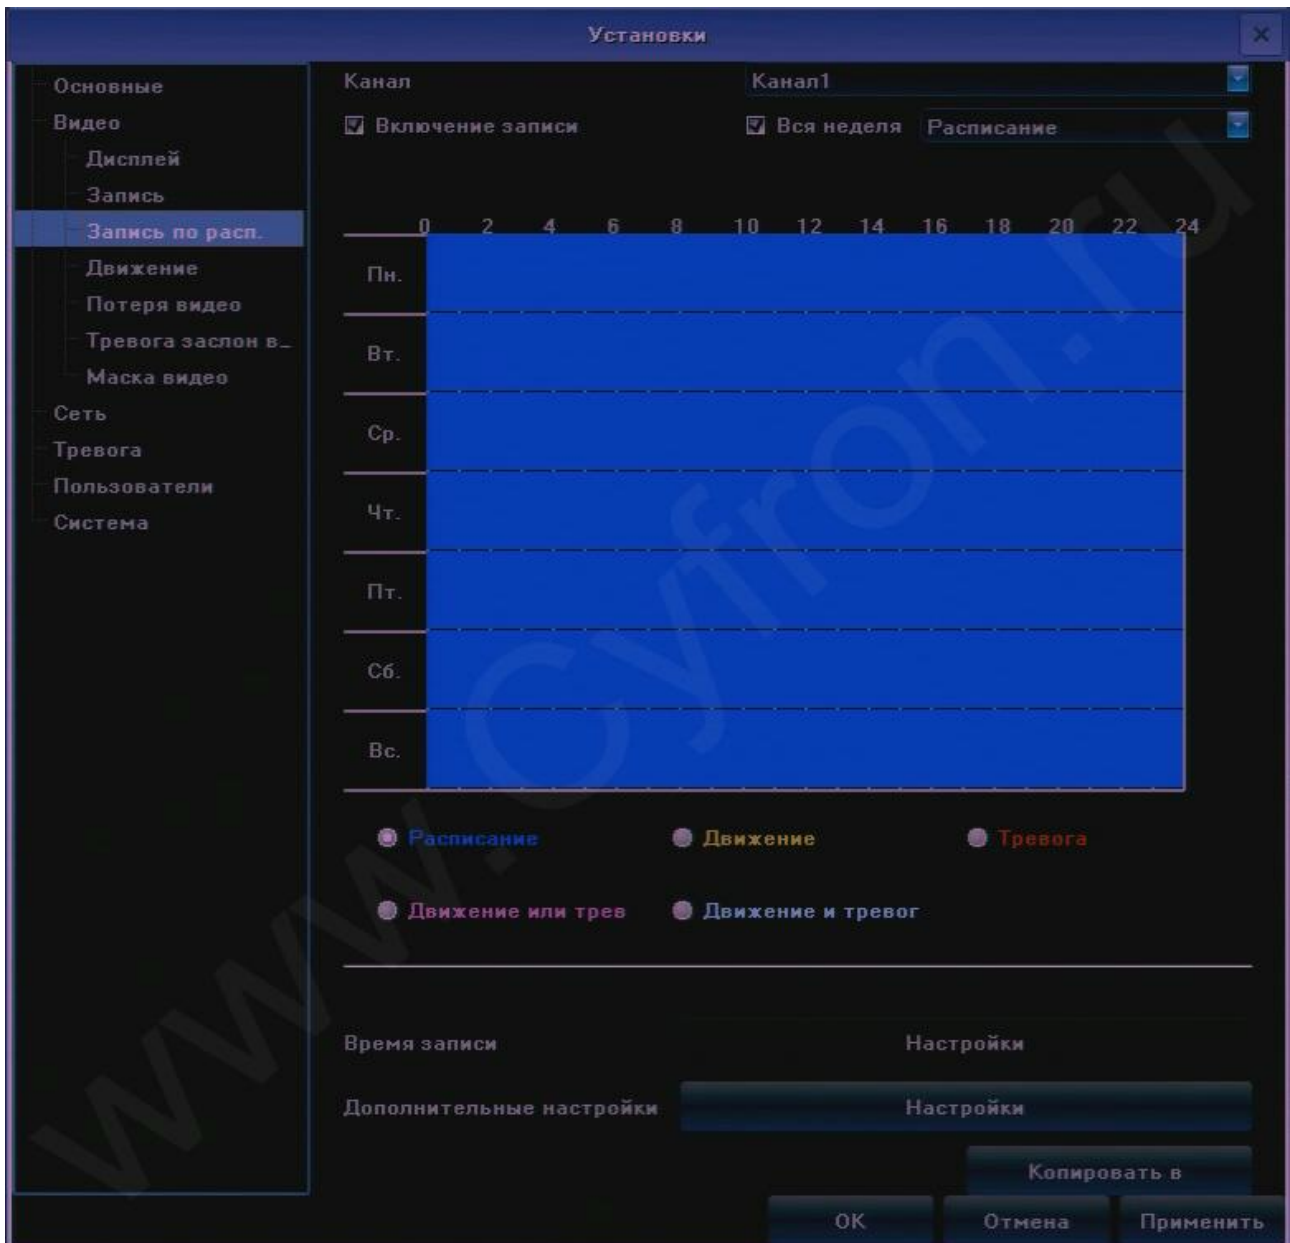 Установки
Основные
Видео
Дисплей
Запись
Запись по расп.
Движение
Потеря видео
Тревога заслон в_
Маска видео
Сеть
Тревога
Пользователи
Система
Канал Канал1
Включение записи Вся неделя Расписание
0 2 4 6 8 10 12 14 16 18 20 22 24
Пн.
Вт.
Ср.
Чт.
Пт.
Сб.
Вс.
Расписание Движение Тревога
Движение или трев Движение и тревог
Время записи Настройки
Дополнительные настройки Настройки
Копировать в
ОК Отмена Применить
www.Cyfron.ru